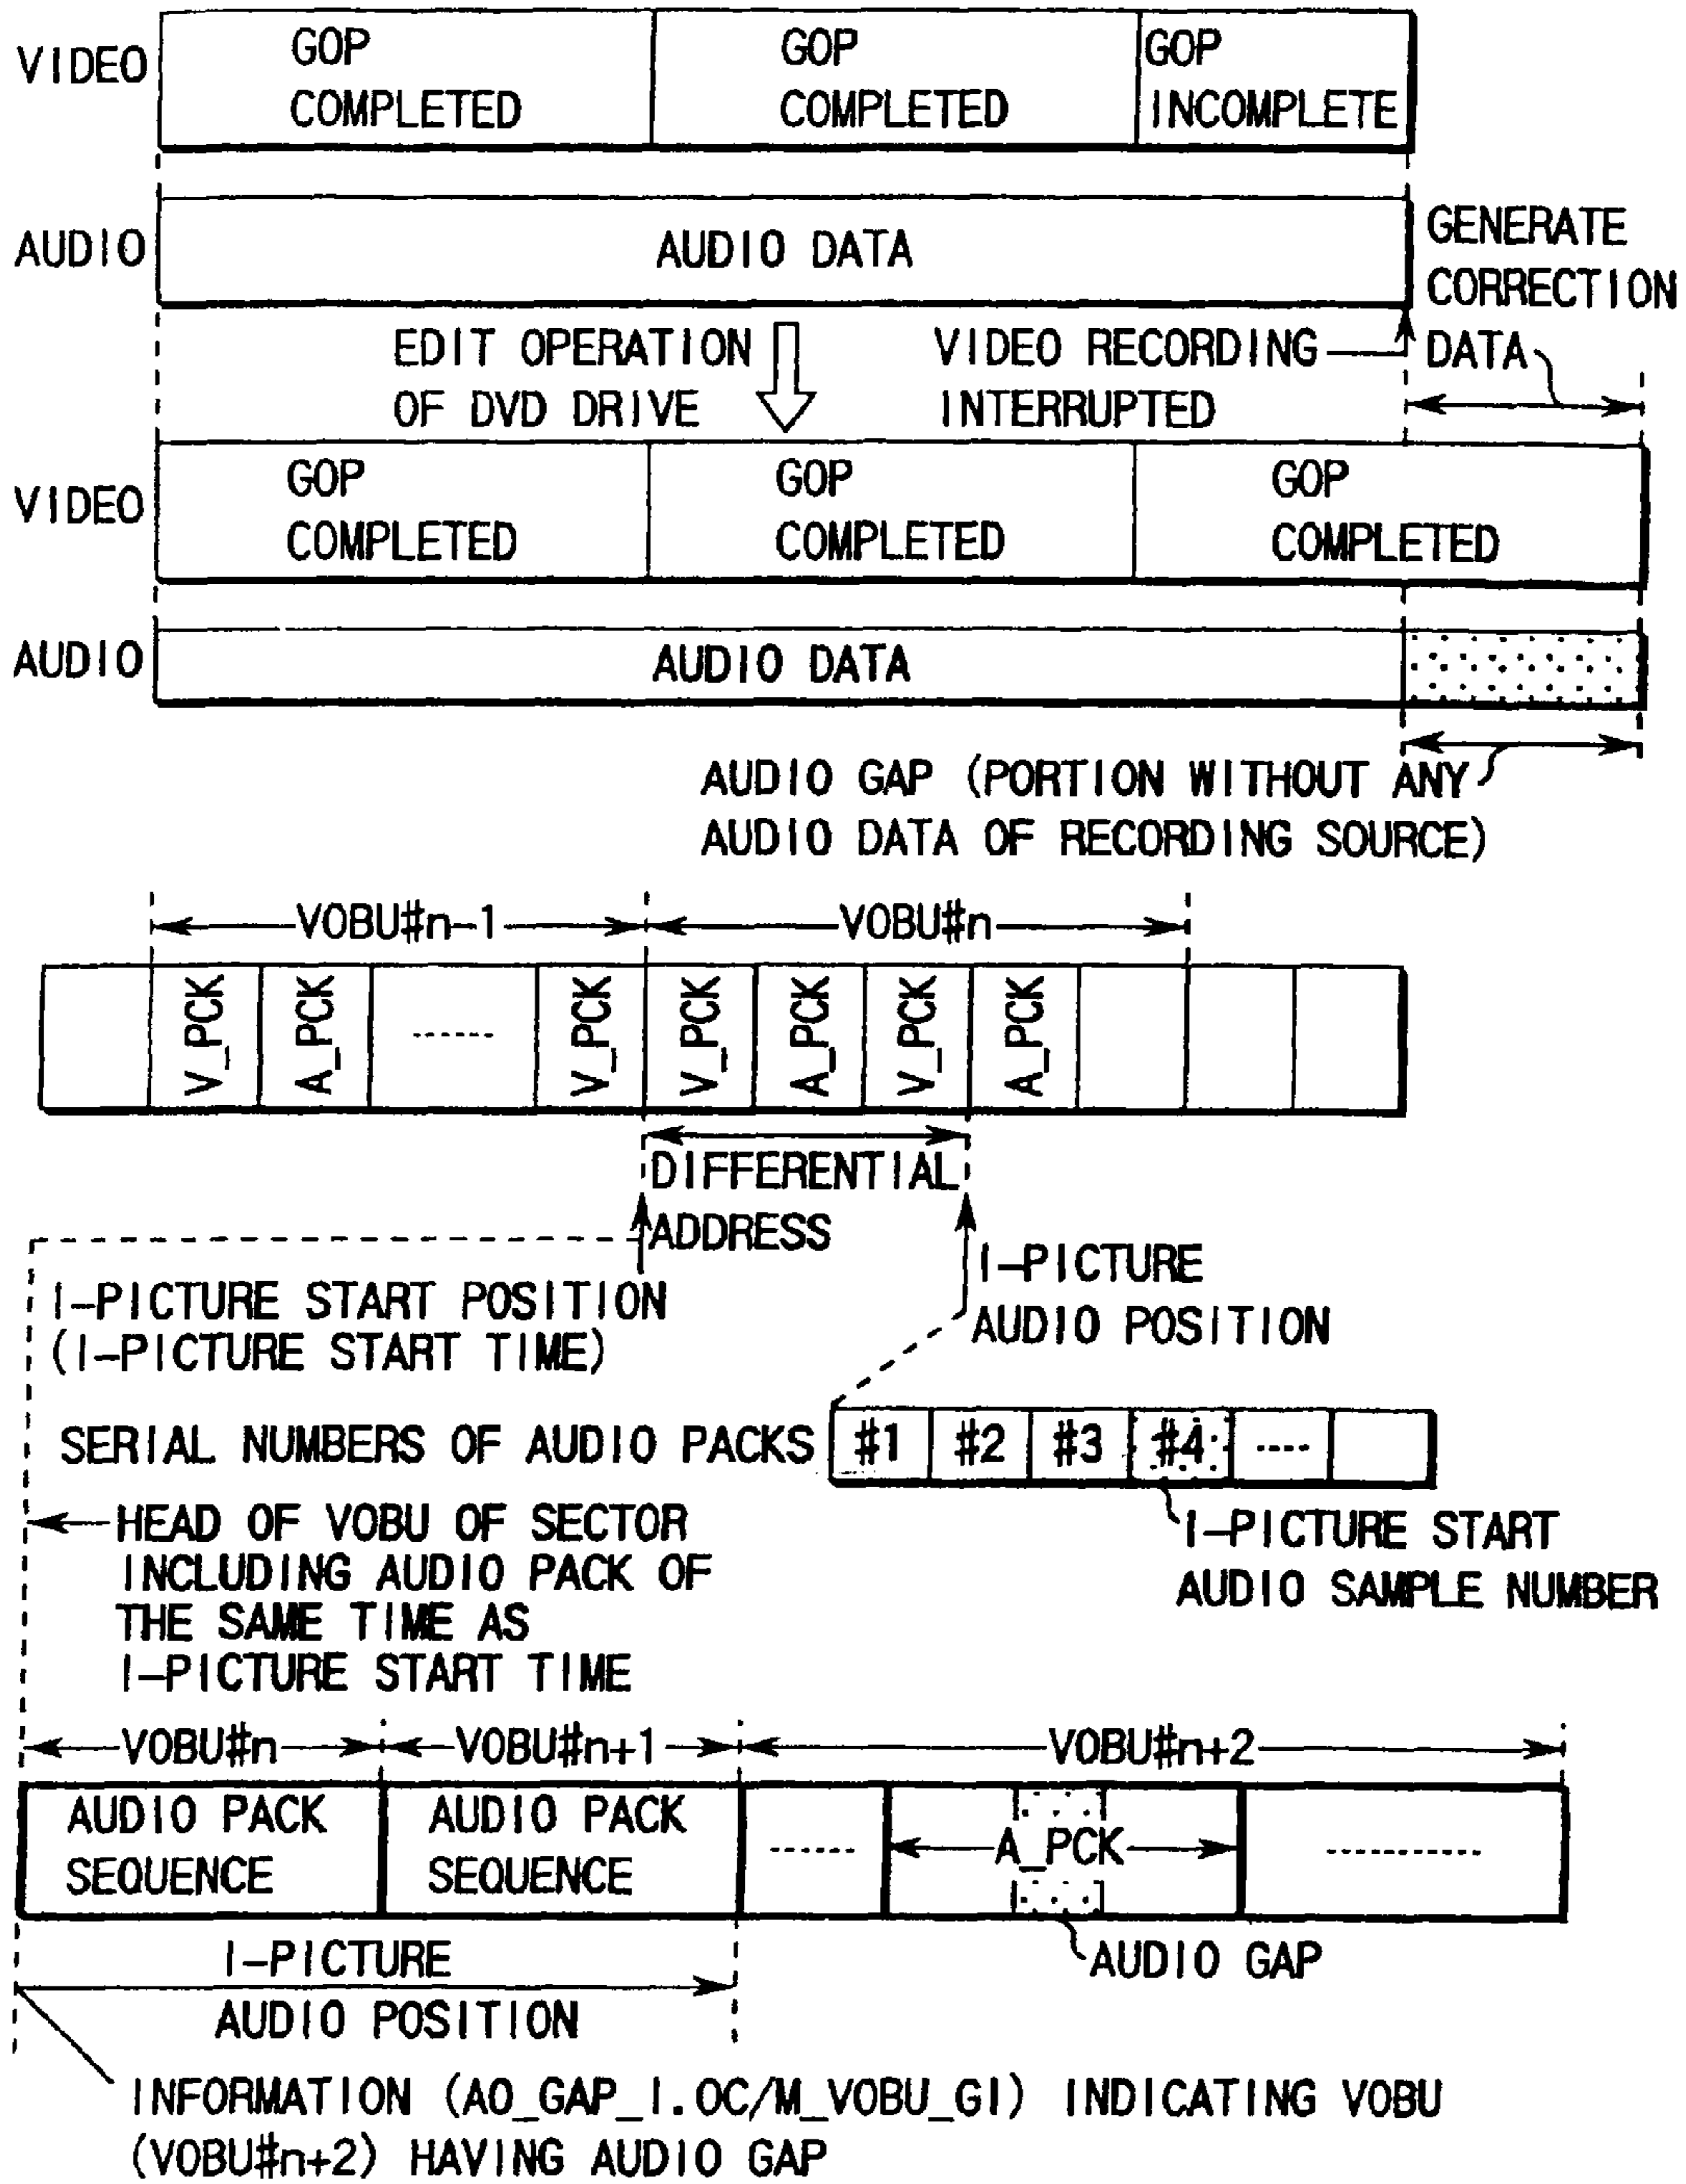 VIDEO
GOP
COMPLETED
GOP
COMPLETED
GOP
INCOMPLETE
AUDIO
AUDIO DATA
GENERATE
CORRECTION
DATA
EDIT OPERATION
OF DVD DRIVE
VIDEO RECORDING
INTERRUPTED
VIDEO
GOP
COMPLETED
GOP
COMPLETED
GOP
COMPLETED
AUDIO
AUDIO DATA
AUDIO GAP (PORTION WITHOUT ANY
AUDIO DATA OF RECORDING SOURCE)
VOBU#n-1
VOBU#n
V_PCK
A_PCK
V_PCK
V_PCK
A_PCK
V_PCK
A_PCK
DIFFERENTIAL
ADDRESS
I-PICTURE START POSITION
(I-PICTURE START TIME)
I-PICTURE
AUDIO POSITION
SERIAL NUMBERS OF AUDIO PACKS
#1
#2
#3
#4
I-PICTURE START
AUDIO SAMPLE NUMBER
HEAD OF VOBU OF SECTOR
INCLUDING AUDIO PACK OF
THE SAME TIME AS
I-PICTURE START TIME
VOBU#n
VOBU#n+1
VOBU#n+2
AUDIO PACK
SEQUENCE
AUDIO PACK
SEQUENCE
A_PCK
AUDIO GAP
I-PICTURE
AUDIO POSITION
INFORMATION (A0_GAP_I.OC/M_VOBU_GI) INDICATING VOBU
(VOBU#n+2) HAVING AUDIO GAP